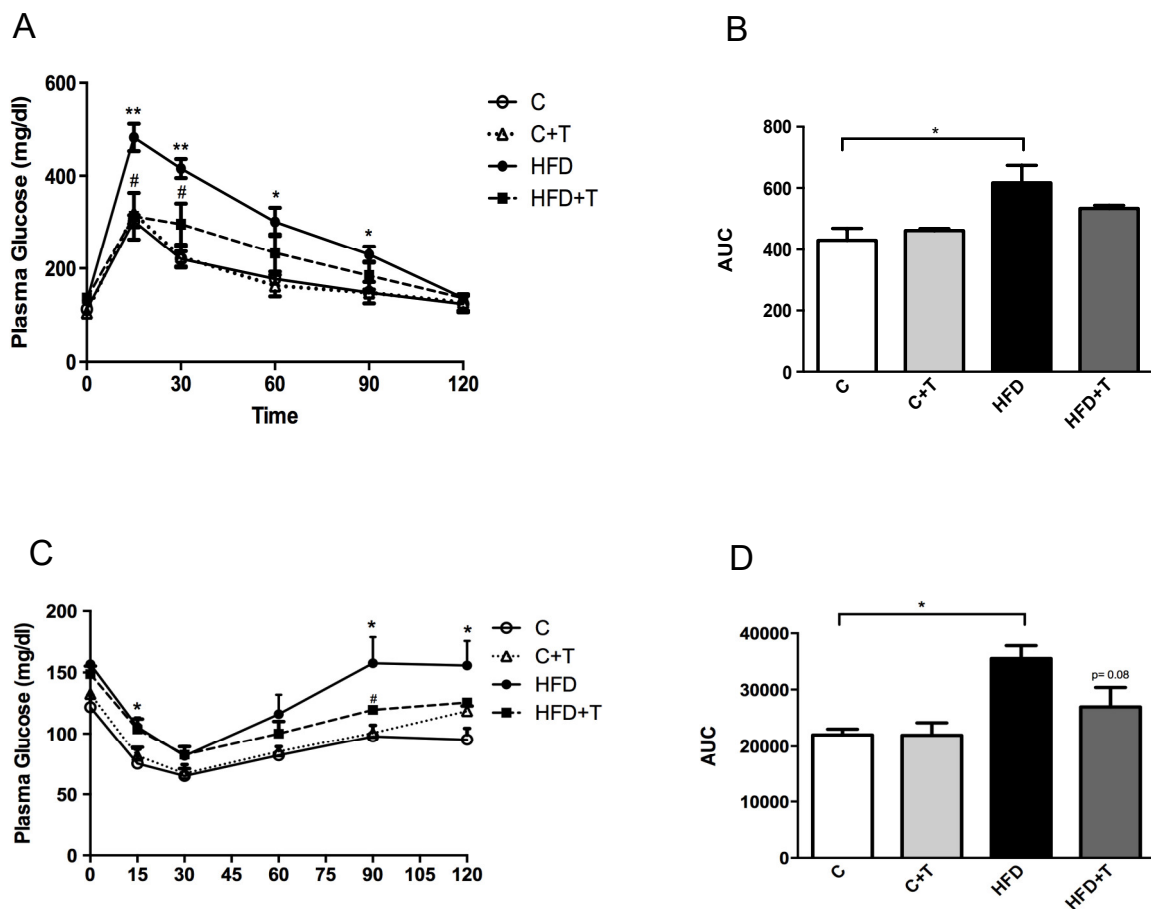 A
Plasma Glucose (mg/dl)
600
400
200
0
** ** * *
# #
0 30 60 90 120
Time
C
C+T
HFD
HFD+T
B
AUC
800
600
400
200
0
*
C C+T HFD HFD+T
C
Plasma Glucose (mg/dl)
200
150
100
50
0
* * *
#
0 15 30 45 60 75 90 105 120
C
C+T
HFD
HFD+T
D
AUC
40000
30000
20000
10000
0
*
p= 0.08
C C+T HFD HFD+T